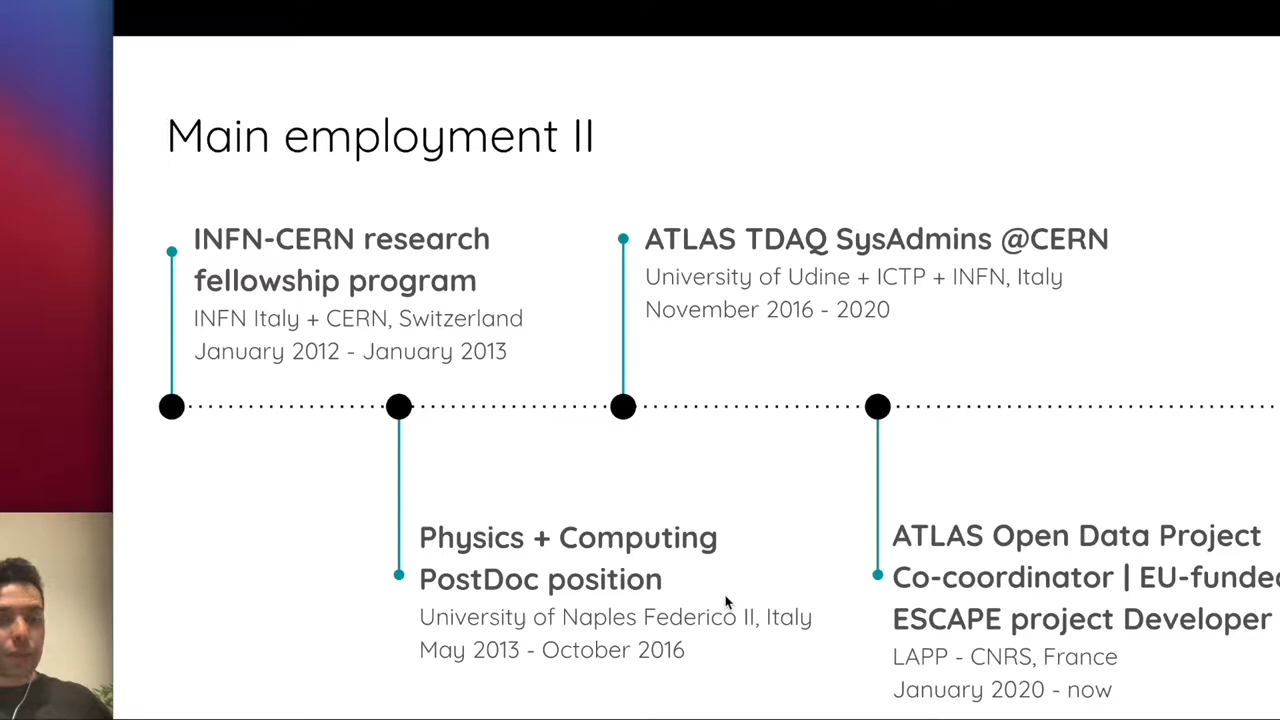 Main employment II
INFN-CERN research
fellowship program
INFN Italy + CERN, Switzerland
January 2012 - January 2013
ATLAS TDAQ SysAdmins @CERN
University of Udine + ICTP + INFN, Italy
November 2016 - 2020
Physics + Computing
PostDoc position
University of Naples Federico II, Italy
May 2013 - October 2016
ATLAS Open Data Project
Co-coordinator | EU-funde
ESCAPE project Developer
LAPP - CNRS, France
January 2020 - now